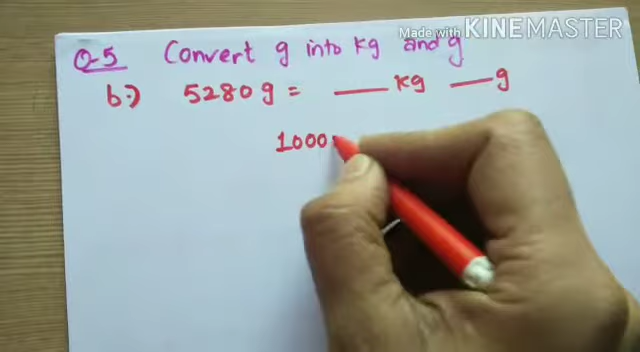 Made with KINEMASTER
Q-5 Convert g into kg and g
b.) 5280 g = ___ kg ___ g
1000